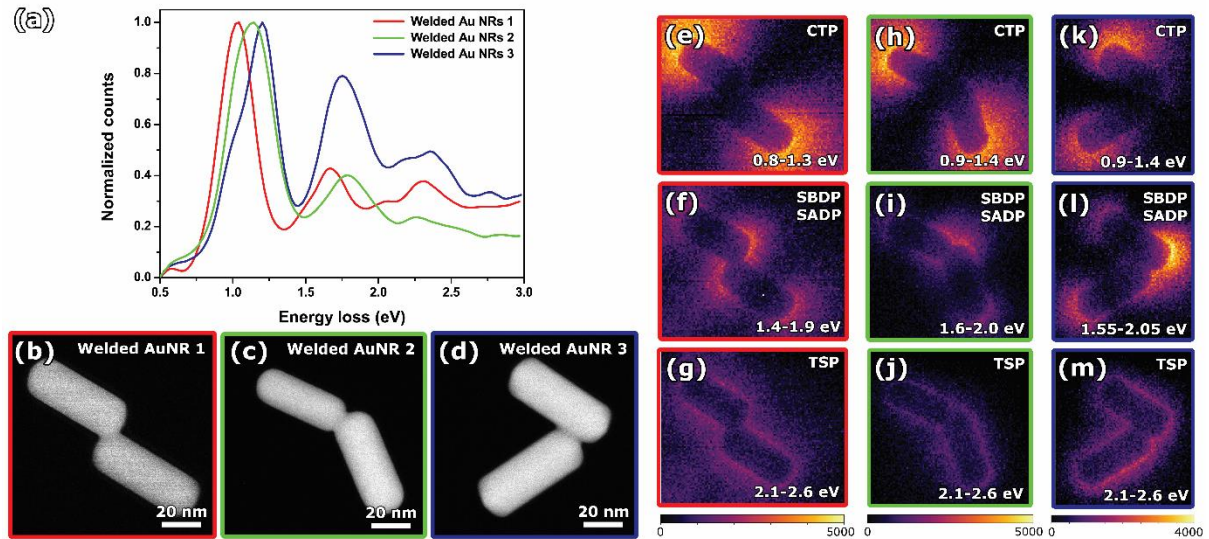 (a)
Normalized counts
1.0
0.8
0.6
0.4
0.2
0.0
Welded Au NRs 1
Welded Au NRs 2
Welded Au NRs 3
0.5 1.0 1.5 2.0 2.5 3.0
Energy loss (eV)
(b) Welded AuNR 1
20 nm
(c) Welded AuNR 2
20 nm
(d) Welded AuNR 3
20 nm
(e) CTP
0.8-1.3 eV
(h) CTP
0.9-1.4 eV
(k) CTP
0.9-1.4 eV
(f) SBDP
SADP
1.4-1.9 eV
(i) SBDP
SADP
1.6-2.0 eV
(l) SBDP
SADP
1.55-2.05 eV
(g) TSP
2.1-2.6 eV
(j) TSP
2.1-2.6 eV
(m) TSP
2.1-2.6 eV
0 5000
0 5000
0 4000